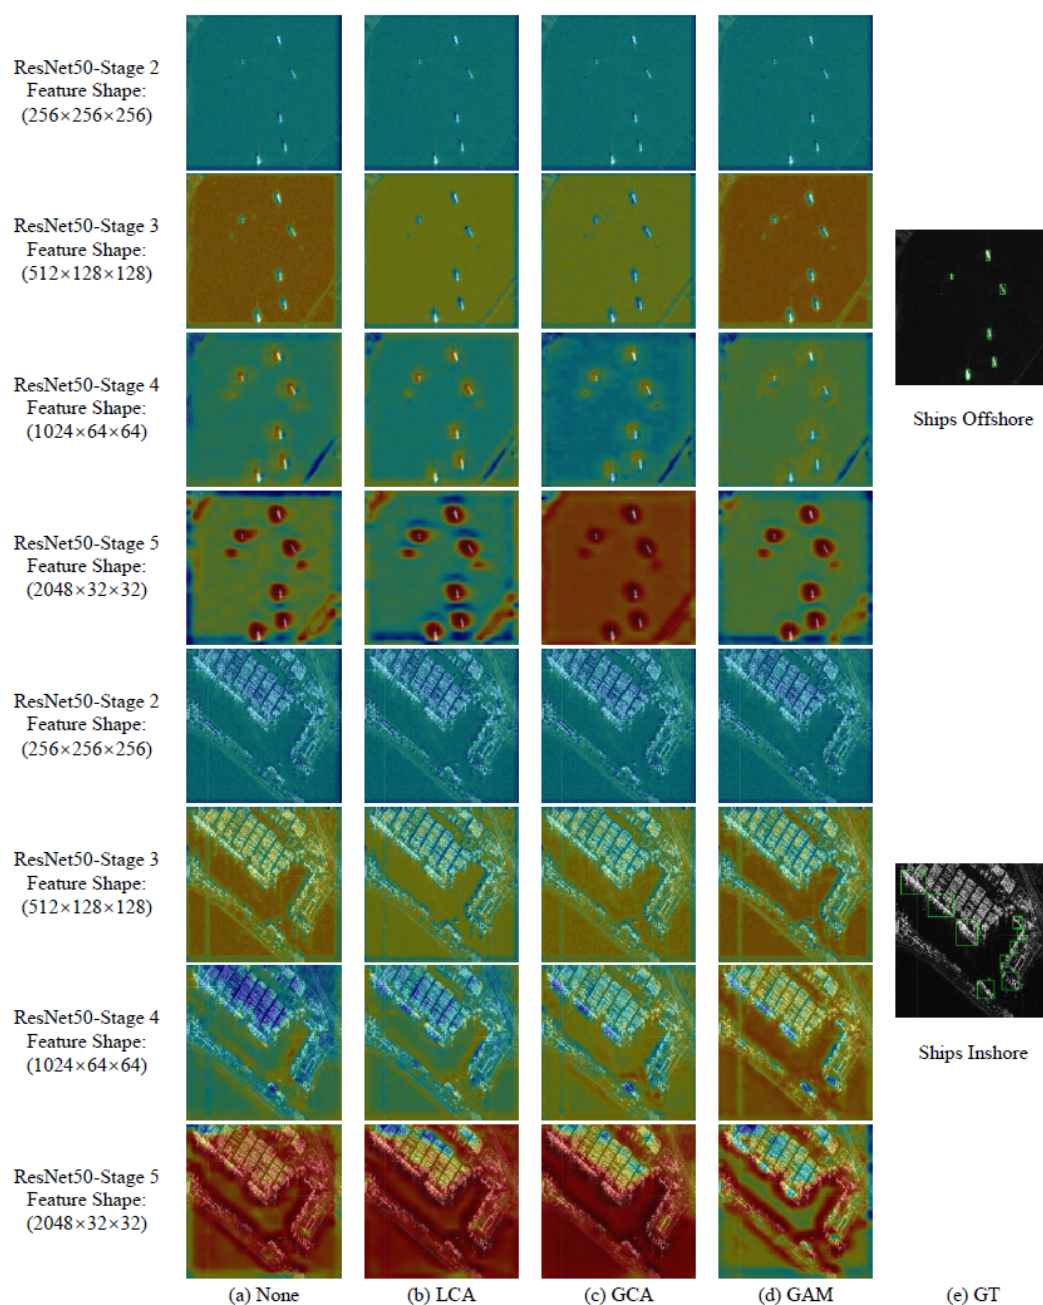 ResNet50-Stage 2
Feature Shape:
(256×256×256)
ResNet50-Stage 3
Feature Shape:
(512×128×128)
ResNet50-Stage 4
Feature Shape:
(1024×64×64)
Ships Offshore
ResNet50-Stage 5
Feature Shape:
(2048×32×32)
ResNet50-Stage 2
Feature Shape:
(256×256×256)
ResNet50-Stage 3
Feature Shape:
(512×128×128)
ResNet50-Stage 4
Feature Shape:
(1024×64×64)
Ships Inshore
ResNet50-Stage 5
Feature Shape:
(2048×32×32)
(a) None
(b) LCA
(c) GCA
(d) GAM
(e) GT